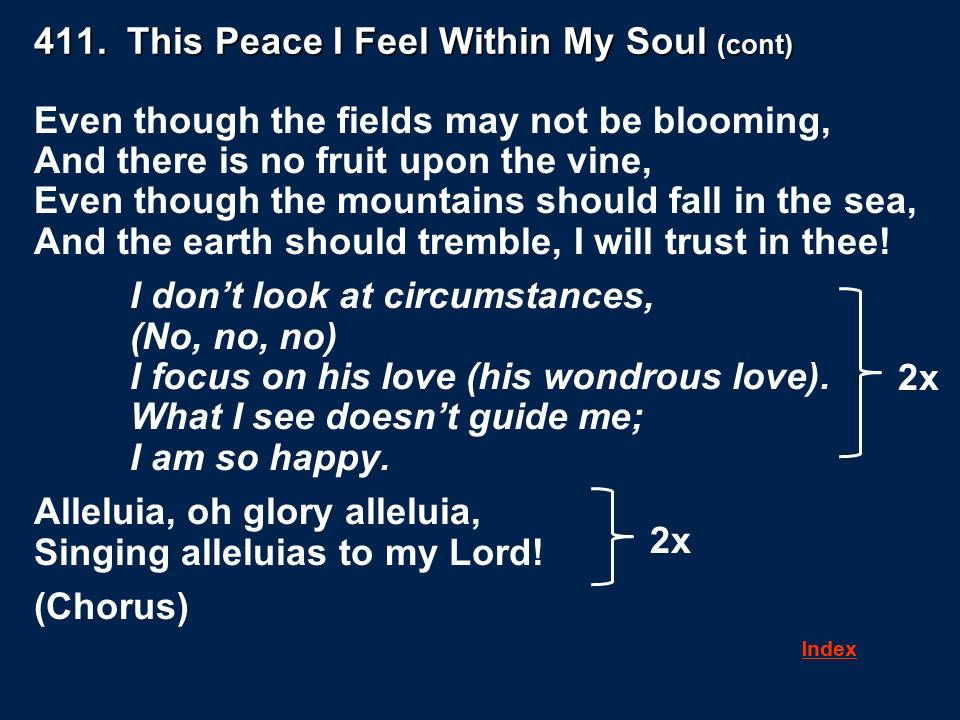 411.  This Peace I Feel Within My Soul (cont)
Even though the fields may not be blooming,
And there is no fruit upon the vine,
Even though the mountains should fall in the sea,
And the earth should tremble, I will trust in thee!
I don’t look at circumstances,
(No, no, no)
I focus on his love (his wondrous love).
What I see doesn’t guide me;
I am so happy.
2x
Alleluia, oh glory alleluia,
Singing alleluias to my Lord!
2x
(Chorus)
Index